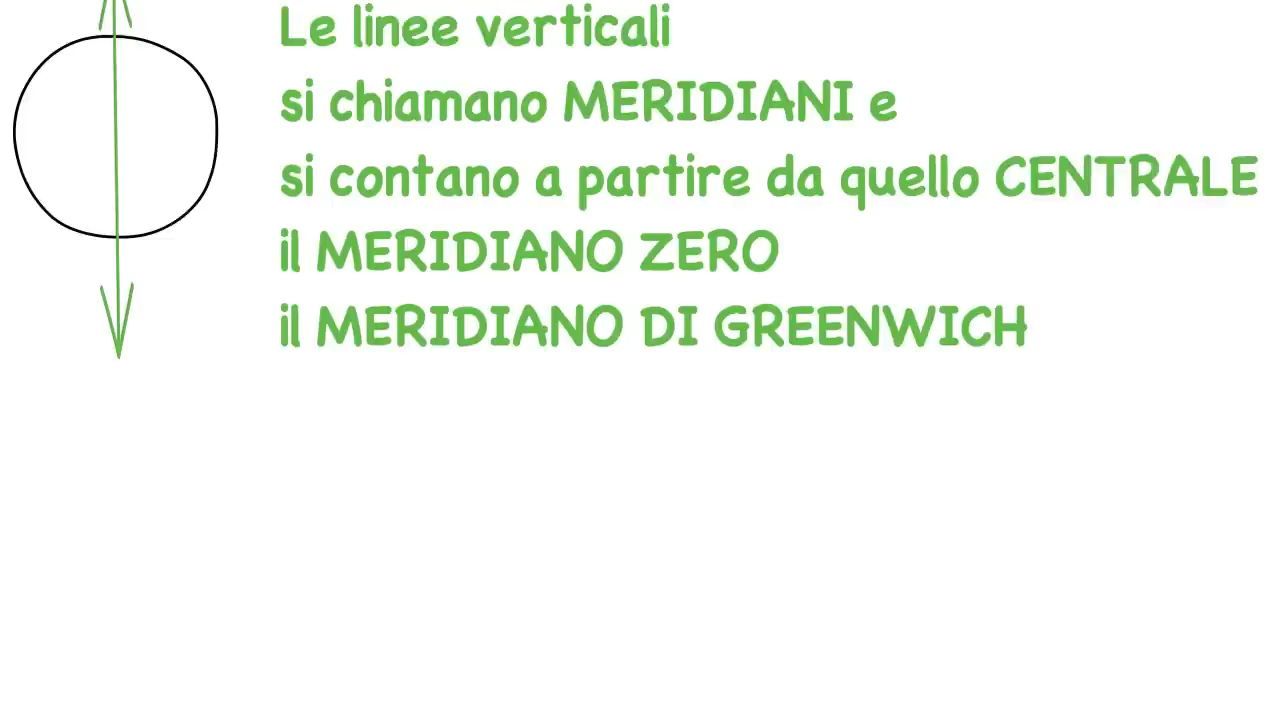 Le linee verticali
si chiamano MERIDIANI e
si contano a partire da quello CENTRALE
il MERIDIANO ZERO
il MERIDIANO DI GREENWICH